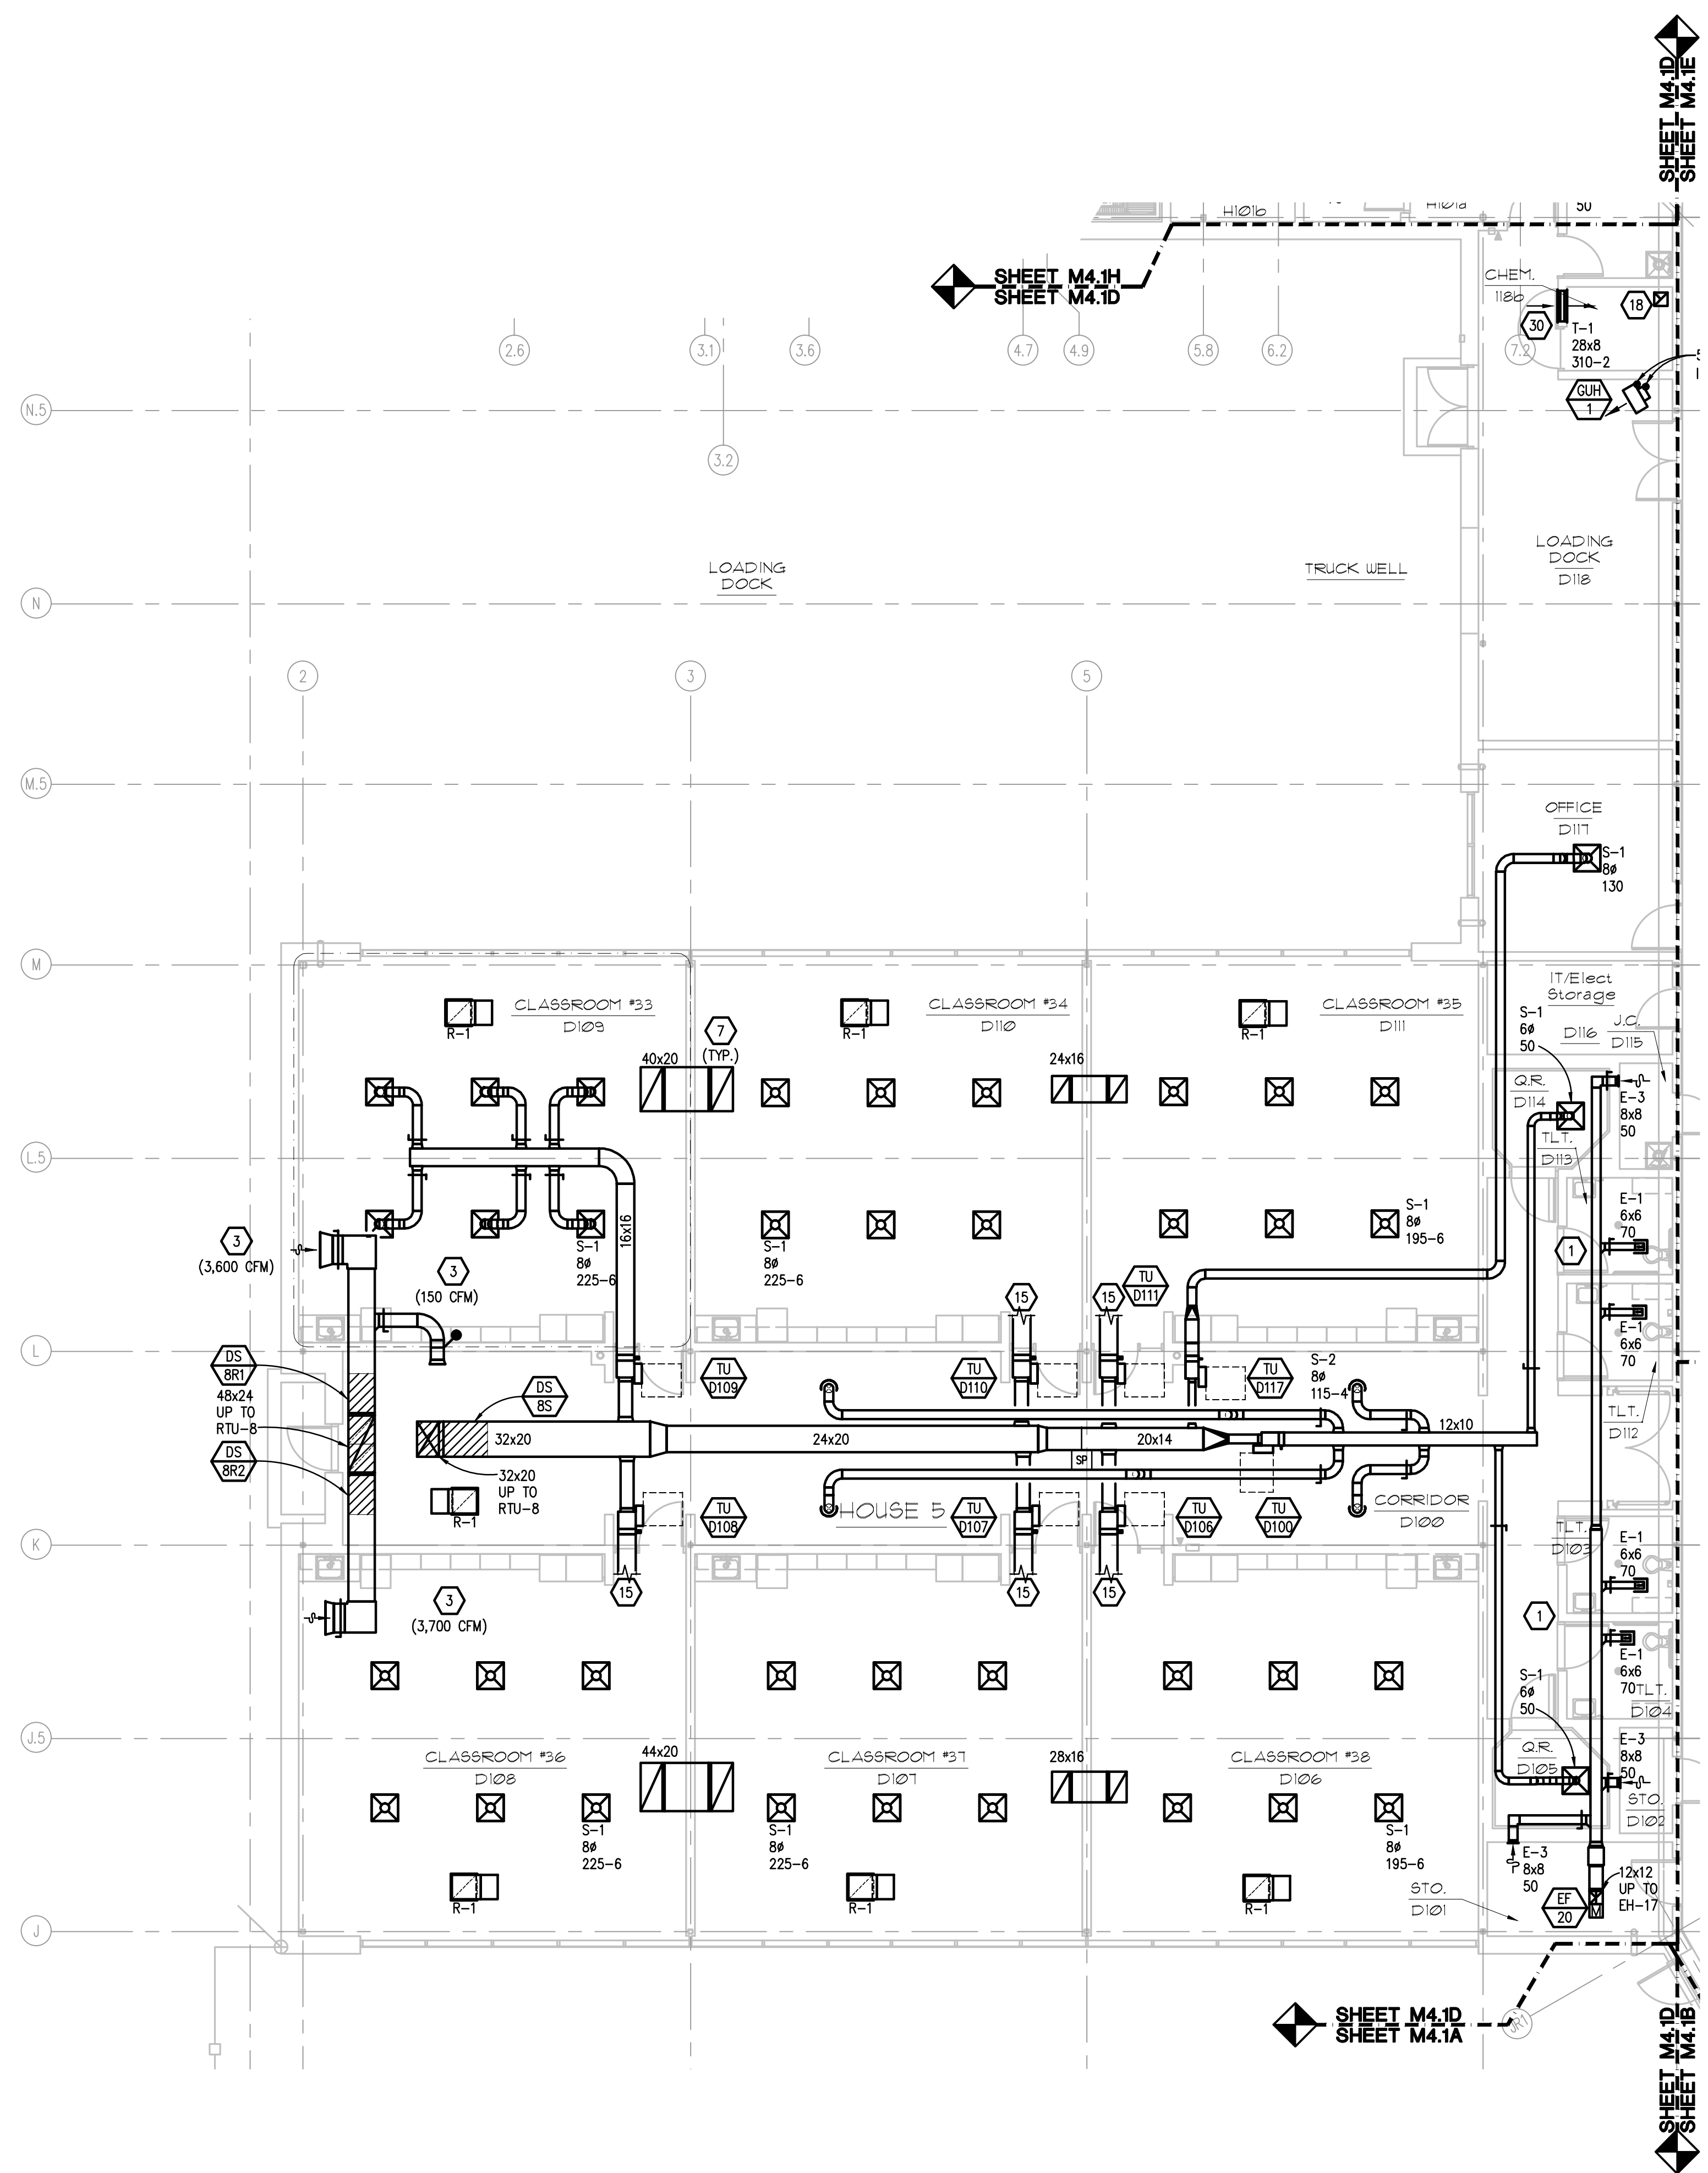 SHEET M4.1D
SHEET M4.1E
H101b
H101a
50
SHEET M4.1H
SHEET M4.1D
CHEM.
118b
30
T-1
28x8
310-2
18
GUH
1
2.6
3.1
3.6
4.7
4.9
5.8
6.2
7.2
N.5
3.2
LOADING
DOCK
TRUCK WELL
LOADING
DOCK
D118
N
2
3
5
M.5
OFFICE
D117
S-1
8ø
130
M
CLASSROOM #33
D109
R-1
CLASSROOM #34
D110
R-1
CLASSROOM #35
D111
R-1
IT/Elect
Storage
D116
J.C.
D115
S-1
6ø
50
7
(TYP.)
40x20
24x16
Q.R.
D114
E-3
8x8
50
TLT.
D113
L.5
E-1
6x6
70
16x16
S-1
8ø
225-6
S-1
8ø
225-6
S-1
8ø
195-6
3
(3,600 CFM)
3
(150 CFM)
1
15
15
TU
D111
E-1
6x6
70
L
DS
8R1
48x24
UP TO
RTU-8
DS
8R2
DS
8S
TU
D109
TU
D110
TU
D117
S-2
8ø
115-4
TLT.
D112
32x20
24x20
20x14
12x10
SP
32x20
UP TO
RTU-8
R-1
TU
D108
HOUSE 5
TU
D107
TU
D106
TU
D100
CORRIDOR
D100
K
TLT.
D103
E-1
6x6
70
15
15
15
3
(3,700 CFM)
1
E-1
6x6
70
TLT.
D104
S-1
6ø
50
J.5
CLASSROOM #36
D108
44x20
CLASSROOM #37
D107
28x16
CLASSROOM #38
D106
Q.R.
D105
E-3
8x8
50
STO.
D102
S-1
8ø
225-6
S-1
8ø
225-6
S-1
8ø
195-6
E-3
8x8
50
R-1
R-1
R-1
STO.
D101
EF
20
12x12
UP TO
EH-17
J
SHEET M4.1D
SHEET M4.1A
JR1
SHEET M4.1D
SHEET M4.1B